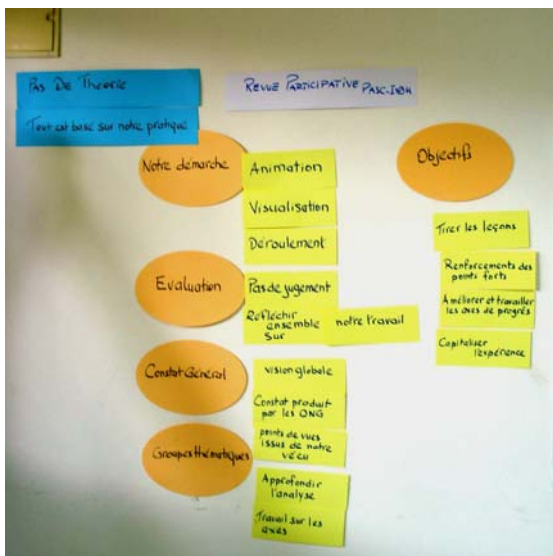 Pas De Théorie
Tout est basé sur notre pratique
Revue Participative Pasc-INDH
Notre démarche
Animation
Visualisation
Déroulement
Evaluation
Pas de jugement
Réfléchir
ensemble
sur
notre travail
Constat Général
vision globale
Constat produit
par les ONG
points de vues
issus de notre
vécu
Groupes thématiques
Approfondir
l'analyse
Travail sur les
axes
Objectifs
Tirer les leçons
Renforcements des
points forts
Améliorer et travailler
les axes de progrès
Capitaliser
l'expérience